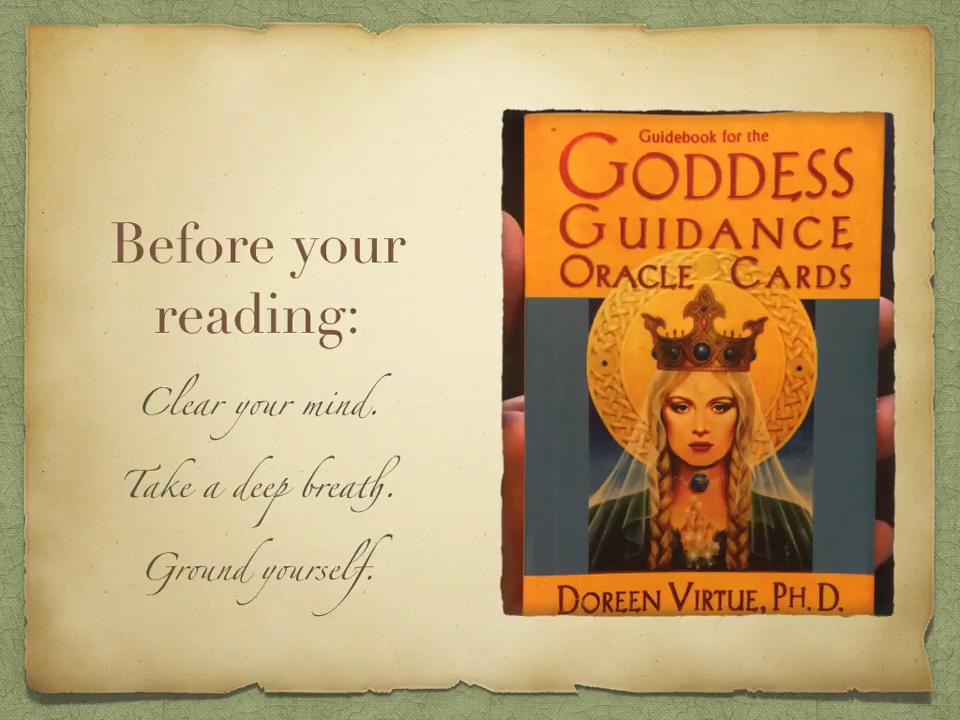 Before your
reading:
Clear your mind.
Take a deep breath.
Ground yourself.
Guidebook for the
GODDESS
GUIDANCE
ORACLE CARDS
DOREEN VIRTUE, PH.D.